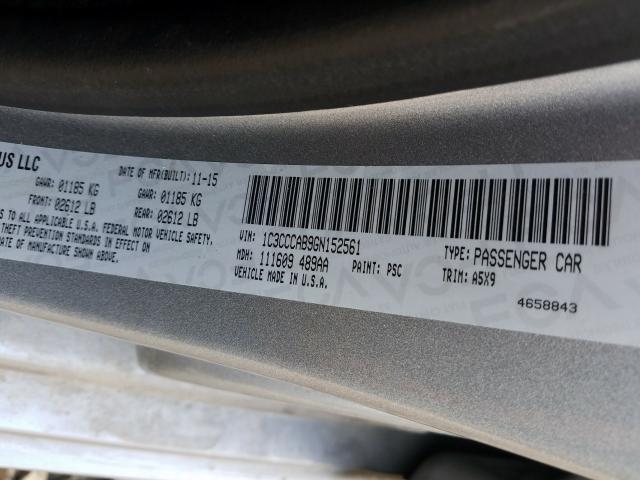 US LLC
DATE OF MFR(BUILT): 11-15
GAWR: 01185 KG
GAWR: 01185 KG
FRONT: 02612 LB
REAR: 02612 LB
S TO ALL APPLICABLE U.S.A. FEDERAL MOTOR VEHICLE SAFETY,
THEFT PREVENTION STANDARDS IN EFFECT
TE OF MANUFACTURE SHOWN ABOVE.
VIN: 1C3CCCAB9GN152561
TYPE: PASSENGER CAR
MDH: 111609 489AA
PAINT: PSC
TRIM: A5X9
VEHICLE MADE IN U.S.A.
4658843